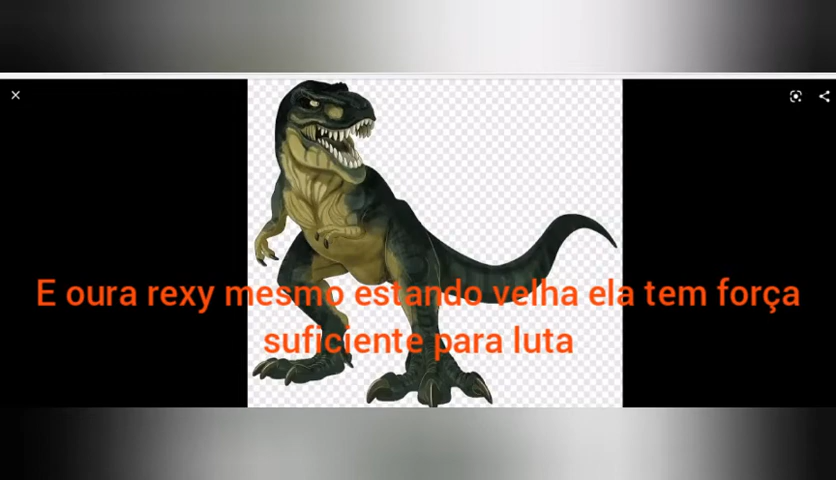 E oura rexy mesmo estando velha ela tem força
suficiente para luta